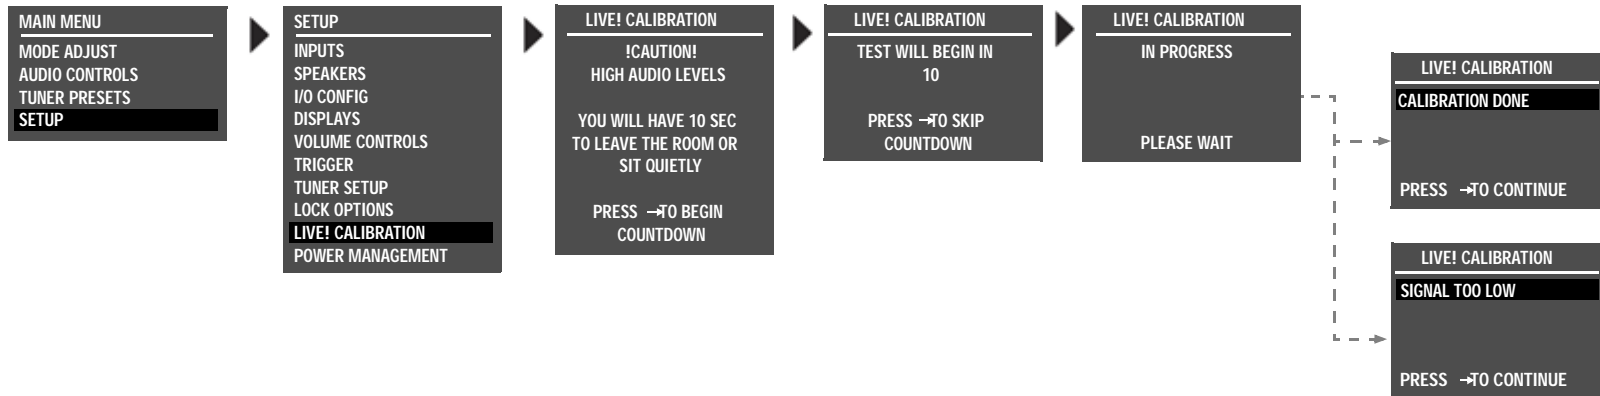 MAIN MENU
MODE ADJUST
AUDIO CONTROLS
TUNER PRESETS
SETUP
SETUP
INPUTS
SPEAKERS
I/O CONFIG
DISPLAYS
VOLUME CONTROLS
TRIGGER
TUNER SETUP
LOCK OPTIONS
LIVE! CALIBRATION
POWER MANAGEMENT
LIVE! CALIBRATION
!CAUTION!
HIGH AUDIO LEVELS
YOU WILL HAVE 10 SEC
TO LEAVE THE ROOM OR
SIT QUIETLY
PRESS →TO BEGIN
COUNTDOWN
LIVE! CALIBRATION
TEST WILL BEGIN IN
10
PRESS →TO SKIP
COUNTDOWN
LIVE! CALIBRATION
IN PROGRESS
PLEASE WAIT
LIVE! CALIBRATION
CALIBRATION DONE
PRESS →TO CONTINUE
LIVE! CALIBRATION
SIGNAL TOO LOW
PRESS →TO CONTINUE